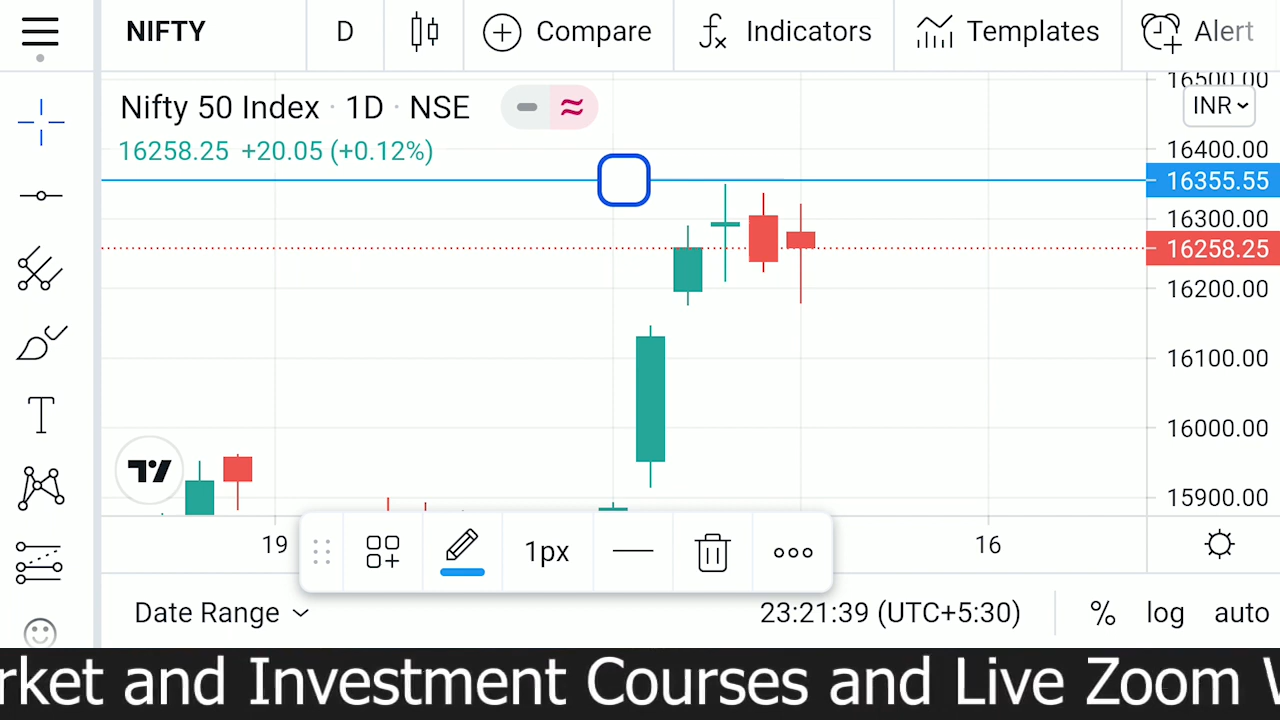 NIFTY D Compare Indicators Templates Alert
Nifty 50 Index · 1D · NSE
16258.25 +20.05 (+0.12%)
16500.00
INR
16400.00
16355.55
16300.00
16258.25
16200.00
16100.00
16000.00
15900.00
19 16
1px
Date Range 23:21:39 (UTC+5:30) % log auto
rket and Investment Courses and Live Zoom